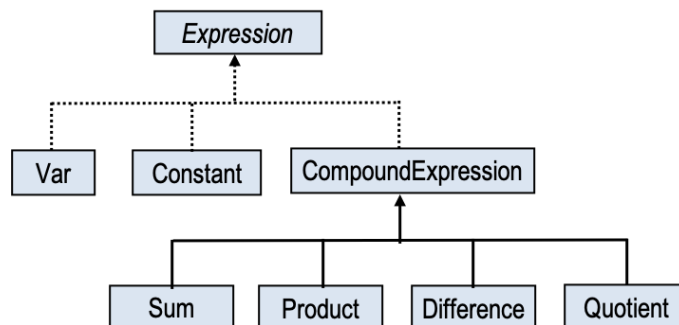 Expression
Var Constant CompoundExpression
Sum Product Difference Quotient